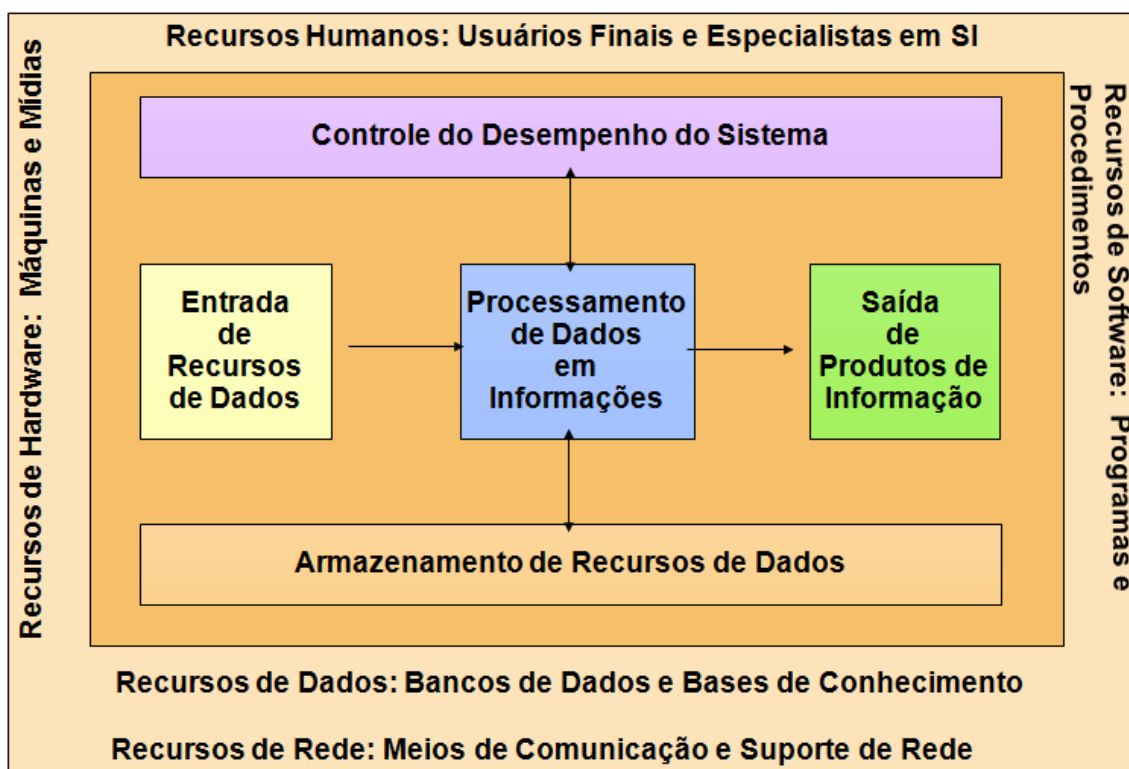 Recursos Humanos: Usuários Finais e Especialistas em SI
Recursos de Hardware: Máquinas e Mídias
Controle do Desempenho do Sistema
Entrada
de
Recursos
de Dados
Processamento
de Dados
em
Informações
Saída
de
Produtos de
Informação
Armazenamento de Recursos de Dados
Recursos de Software: Programas e
Procedimentos
Recursos de Dados: Bancos de Dados e Bases de Conhecimento
Recursos de Rede: Meios de Comunicação e Suporte de Rede